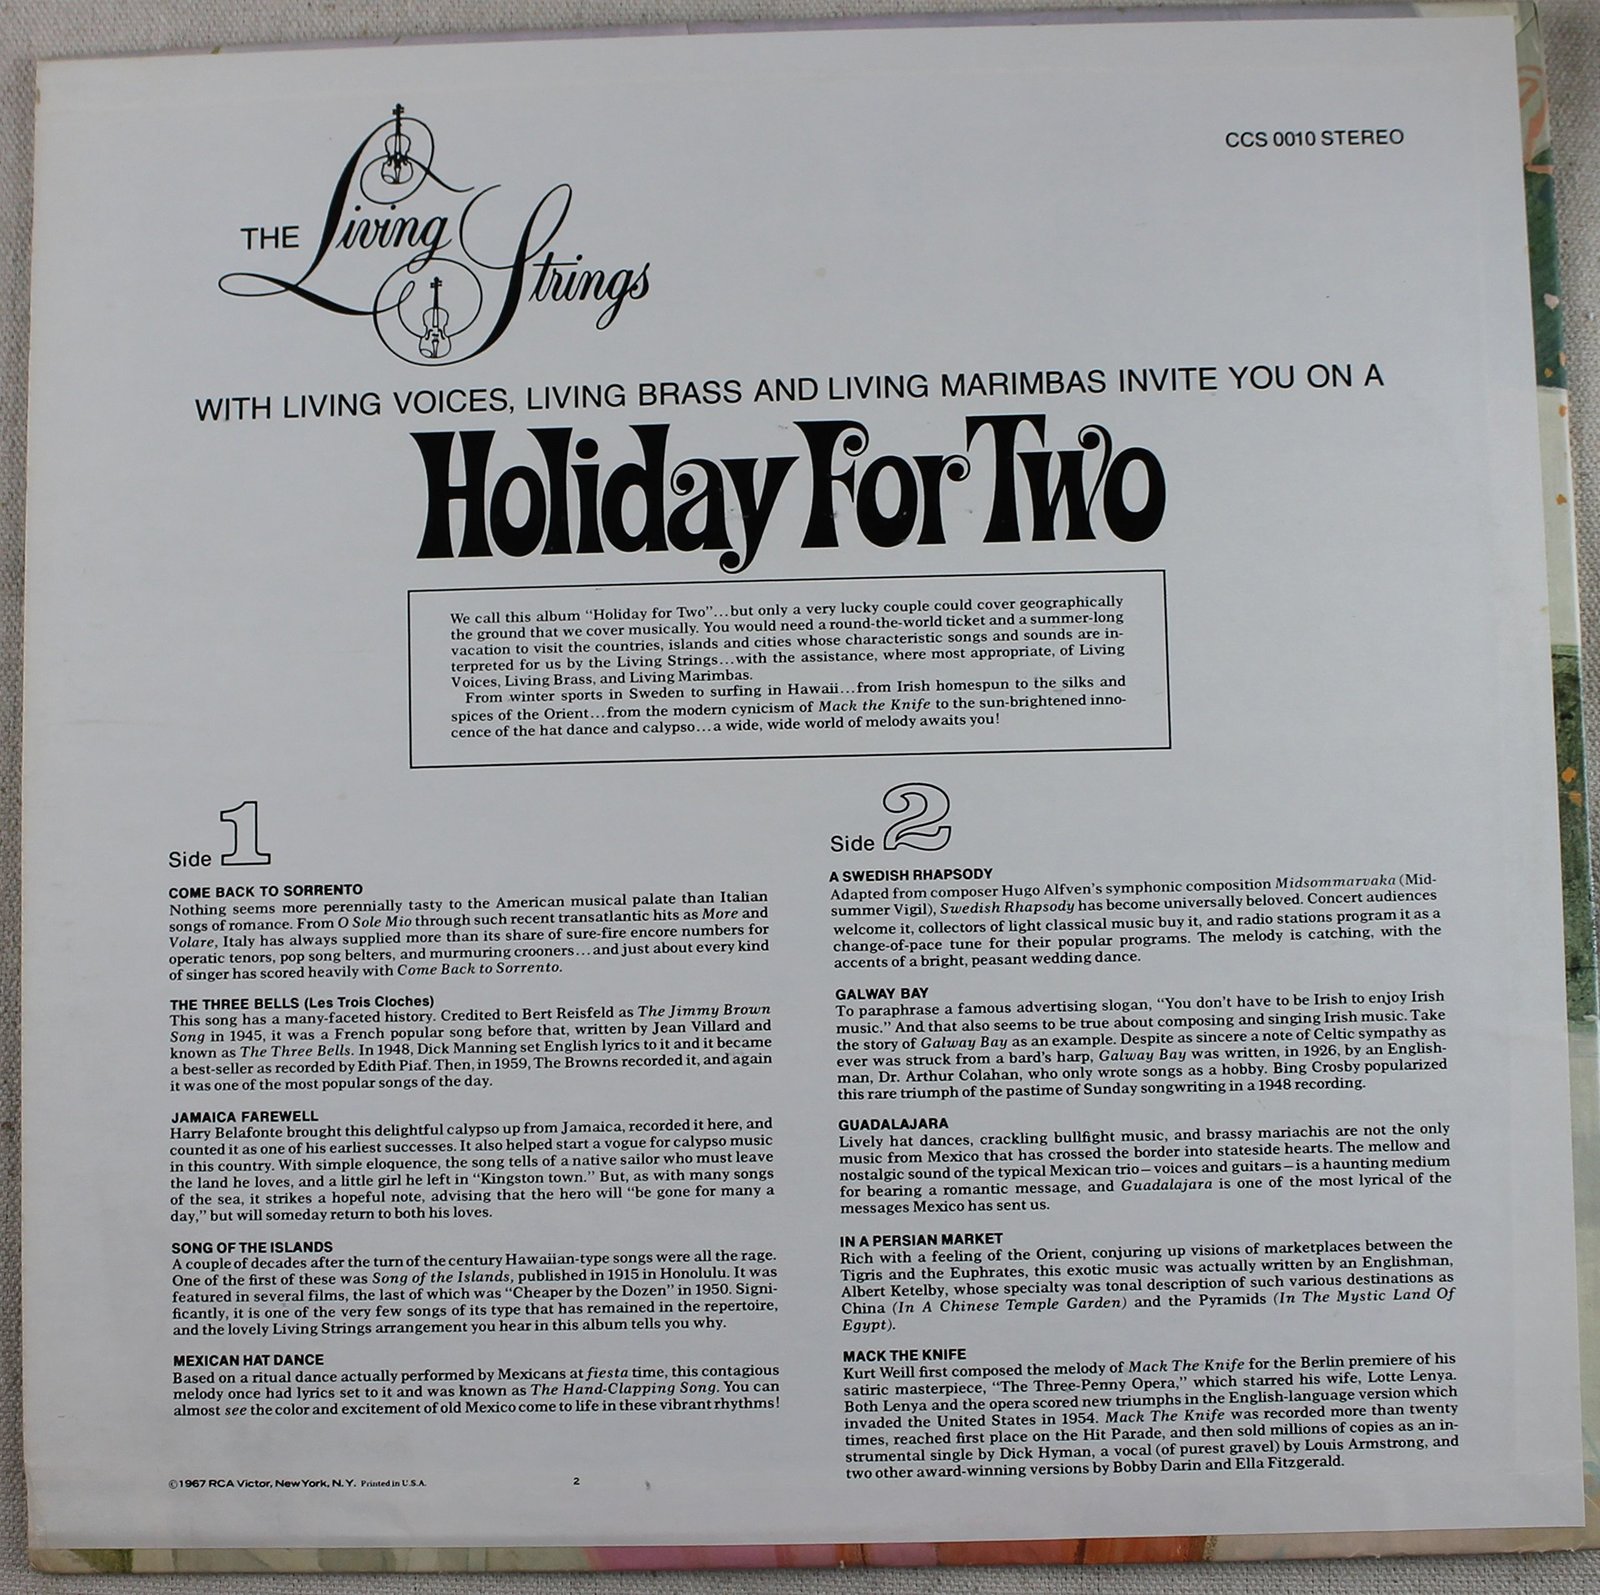 CCS 0010 STEREO
THE Living Strings
WITH LIVING VOICES, LIVING BRASS AND LIVING MARIMBAS INVITE YOU ON A
Holiday For Two
We call this album "Holiday for Two"...but only a very lucky couple could cover geographically
the ground that we cover musically. You would need a round-the-world ticket and a summer-long
vacation to visit the countries, islands and cities whose characteristic songs and sounds are in-
terpreted for us by the Living Strings...with the assistance, where most appropriate, of Living
Voices, Living Brass, and Living Marimbas.
From winter sports in Sweden to surfing in Hawaii...from Irish homespun to the silks and
spices of the Orient...from the modern cynicism of Mack the Knife to the sun-brightened inno-
cence of the hat dance and calypso...a wide, wide world of melody awaits you!
Side 1
COME BACK TO SORRENTO
Nothing seems more perennially tasty to the American musical palate than Italian
songs of romance. From O Sole Mio through such recent transatlantic hits as More and
Volare, Italy has always supplied more than its share of sure-fire encore numbers for
operatic tenors, pop song belters, and murmuring crooners...and just about every kind
of singer has scored heavily with Come Back to Sorrento.
THE THREE BELLS (Les Trois Cloches)
This song has a many-faceted history. Credited to Bert Reisfeld as The Jimmy Brown
Song in 1945, it was a French popular song before that, written by Jean Villard and
known as The Three Bells. In 1948, Dick Manning set English lyrics to it and it became
a best-seller as recorded by Edith Piaf. Then, in 1959, The Browns recorded it, and again
it was one of the most popular songs of the day.
JAMAICA FAREWELL
Harry Belafonte brought this delightful calypso up from Jamaica, recorded it here, and
counted it as one of his earliest successes. It also helped start a vogue for calypso music
in this country. With simple eloquence, the song tells of a native sailor who must leave
the land he loves, and a little girl he left in "Kingston town." But, as with many songs
of the sea, it strikes a hopeful note, advising that the hero will "be gone for many a
day," but will someday return to both his loves.
SONG OF THE ISLANDS
A couple of decades after the turn of the century Hawaiian-type songs were all the rage.
One of the first of these was Song of the Islands, published in 1915 in Honolulu. It was
featured in several films, the last of which was "Cheaper by the Dozen" in 1950. Signi-
ficantly, it is one of the very few songs of its type that has remained in the repertoire,
and the lovely Living Strings arrangement you hear in this album tells you why.
MEXICAN HAT DANCE
Based on a ritual dance actually performed by Mexicans at fiesta time, this contagious
melody once had lyrics set to it and was known as The Hand-Clapping Song. You can
almost see the color and excitement of old Mexico come to life in these vibrant rhythms!
Side 2
A SWEDISH RHAPSODY
Adapted from composer Hugo Alfven's symphonic composition Midsommarvaka (Mid-
summer Vigil), Swedish Rhapsody has become universally beloved. Concert audiences
welcome it, collectors of light classical music buy it, and radio stations program it as a
change-of-pace tune for their popular programs. The melody is catching, with the
accents of a bright, peasant wedding dance.
GALWAY BAY
To paraphrase a famous advertising slogan, "You don't have to be Irish to enjoy Irish
music." And that also seems to be true about composing and singing Irish music. Take
the story of Galway Bay as an example. Despite as sincere a note of Celtic sympathy as
ever was struck from a bard's harp, Galway Bay was written, in 1926, by an English-
man, Dr. Arthur Colahan, who only wrote songs as a hobby. Bing Crosby popularized
this rare triumph of the pastime of Sunday songwriting in a 1948 recording.
GUADALAJARA
Lively hat dances, crackling bullfight music, and brassy mariachis are not the only
music from Mexico that has crossed the border into stateside hearts. The mellow and
nostalgic sound of the typical Mexican trio—voices and guitars—is a haunting medium
for bearing a romantic message, and Guadalajara is one of the most lyrical of the
messages Mexico has sent us.
IN A PERSIAN MARKET
Rich with a feeling of the Orient, conjuring up visions of marketplaces between the
Tigris and the Euphrates, this exotic music was actually written by an Englishman,
Albert Ketelby, whose specialty was tonal description of such various destinations as
China (In A Chinese Temple Garden) and the Pyramids (In The Mystic Land Of
Egypt).
MACK THE KNIFE
Kurt Weill first composed the melody of Mack The Knife for the Berlin premiere of his
satiric masterpiece, "The Three-Penny Opera," which starred his wife, Lotte Lenya.
Both Lenya and the opera scored new triumphs in the English-language version which
invaded the United States in 1954. Mack The Knife was recorded more than twenty
times, reached first place on the Hit Parade, and then sold millions of copies as an in-
strumental single by Dick Hyman, a vocal (of purest gravel) by Louis Armstrong, and
two other award-winning versions by Bobby Darin and Ella Fitzgerald.
©1967 RCA Victor, New York, N.Y. Printed in U.S.A.
2